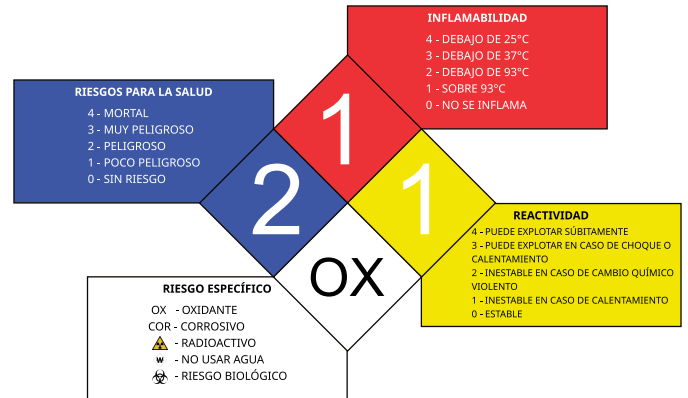 INFLAMABILIDAD
4 - DEBAJO DE 25°C
3 - DEBAJO DE 37°C
2 - DEBAJO DE 93°C
1 - SOBRE 93°C
0 - NO SE INFLAMA
RIESGOS PARA LA SALUD
4 - MORTAL
3 - MUY PELIGROSO
2 - PELIGROSO
1 - POCO PELIGROSO
0 - SIN RIESGO
1
2
1
OX
REACTIVIDAD
4 - PUEDE EXPLOTAR SÚBITAMENTE
3 - PUEDE EXPLOTAR EN CASO DE CHOQUE O
CALENTAMIENTO
2 - INESTABLE EN CASO DE CAMBIO QUÍMICO
VIOLENTO
1 - INESTABLE EN CASO DE CALENTAMIENTO
0 - ESTABLE
RIESGO ESPECÍFICO
OX - OXIDANTE
COR - CORROSIVO
- RADIOACTIVO
W - NO USAR AGUA
- RIESGO BIOLÓGICO